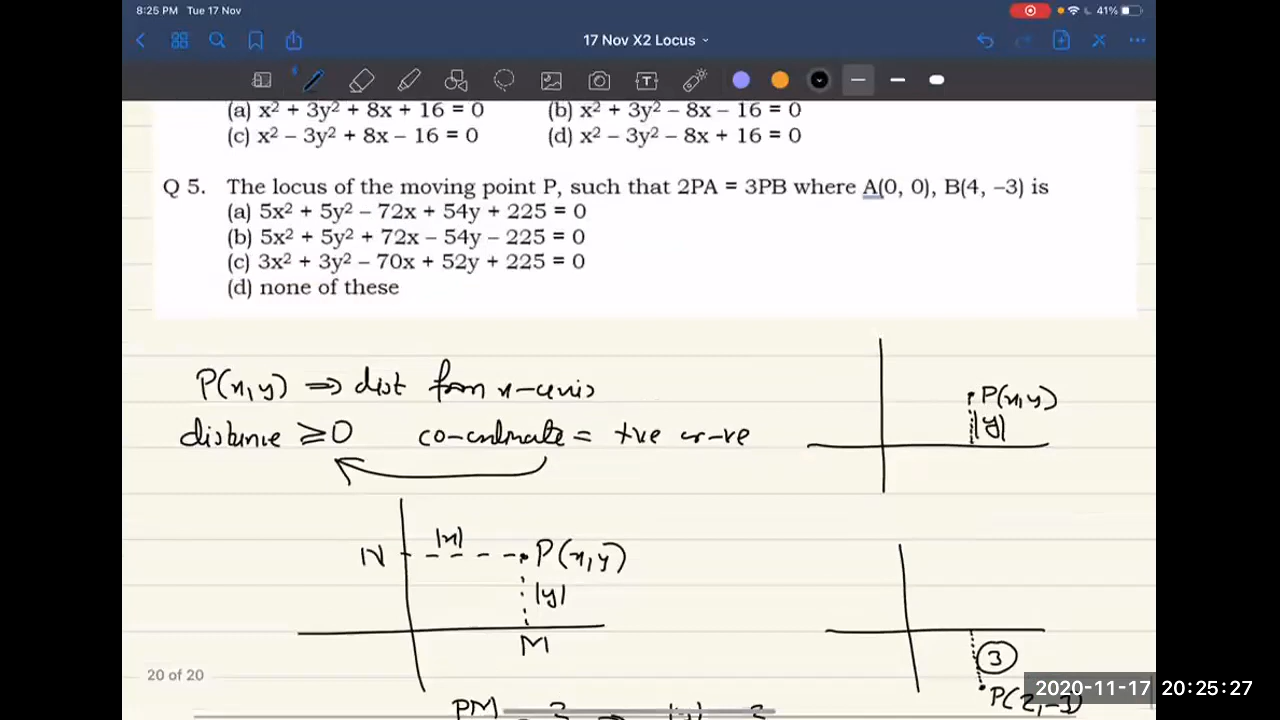 8:25 PM Tue 17 Nov
41%
17 Nov X2 Locus
(a) x² + 3y² + 8x + 16 = 0 (b) x² + 3y² – 8x – 16 = 0
(c) x² – 3y² + 8x – 16 = 0 (d) x² – 3y² – 8x + 16 = 0
Q 5. The locus of the moving point P, such that 2PA = 3PB where A(0, 0), B(4, –3) is
(a) 5x² + 5y² – 72x + 54y + 225 = 0
(b) 5x² + 5y² + 72x – 54y – 225 = 0
(c) 3x² + 3y² – 70x + 52y + 225 = 0
(d) none of these
P(x,y) ⇒ dist from x-axis
distance ≥ 0 co-ordinate = +ve or -ve
P(x,y)
|y|
N |x| P(x,y)
|y|
M
3
P(2,-3)
20 of 20
2020-11-17 20:25:27
PM = 3 ⇒ |y| = 3